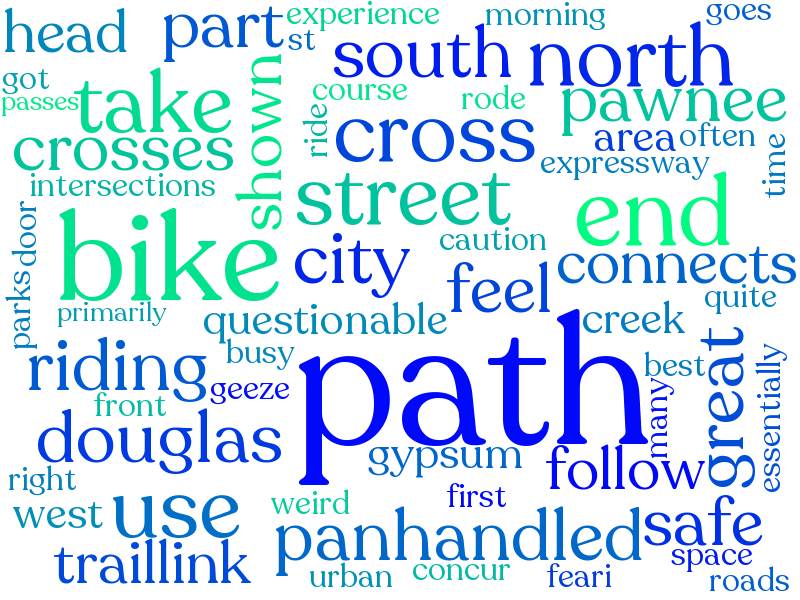 head
part
experience
st
morning
goes
got
passes
take
shown
south
north
course
rode
pawnee
crosses
ride
cross
area
often
expressway
time
intersections
street
end
door
bike
city
caution
connects
parks
primarily
questionable
feel
creek
quite
riding
busy
geeze
path
best
great
essentially
front
many
douglas
gypsum
follow
right
west
use
weird
first
panhandled
safe
traillink
urban
concur
feari
space
roads